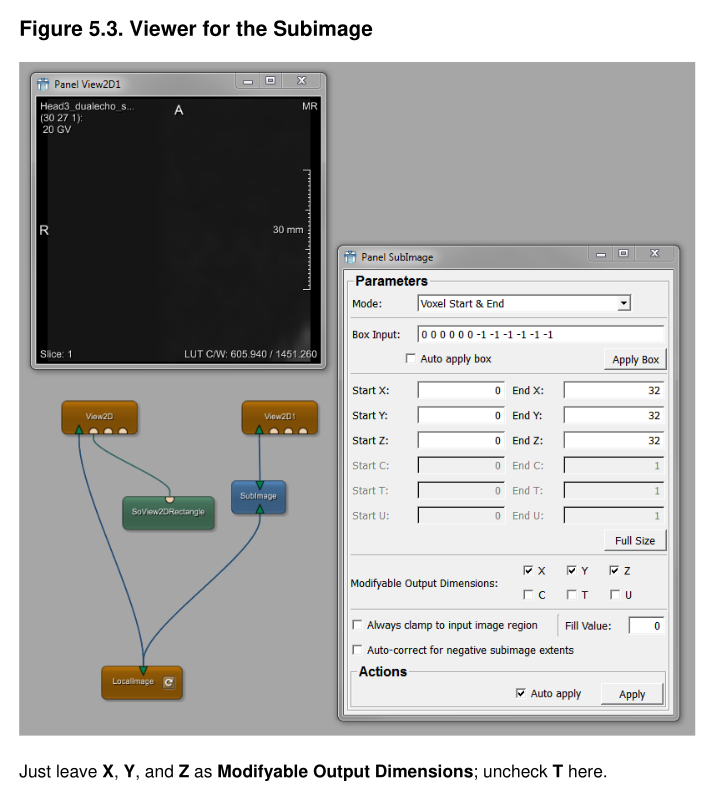 Figure 5.3. Viewer for the Subimage
Panel View2D1
Head3_dualecho_s...
(30 27 1):
20 GV
A
MR
R
30 mm
Slice: 1
LUT C/W: 605.940 / 1451.260
Panel SubImage
Parameters
Mode: Voxel Start & End
Box Input: 0 0 0 0 0 0 -1 -1 -1 -1 -1 -1
Auto apply box Apply Box
Start X: 0 End X: 32
Start Y: 0 End Y: 32
Start Z: 0 End Z: 32
Start C: 0 End C: 1
Start T: 0 End T: 1
Start U: 0 End U: 1
Full Size
Modifyable Output Dimensions:
X Y Z
C T U
Always clamp to input image region Fill Value: 0
Auto-correct for negative subimage extents
Actions
Auto apply Apply
View2D
View2D1
SubImage
SoView2DRectangle
LocalImage
Just leave X, Y, and Z as Modifyable Output Dimensions; uncheck T here.